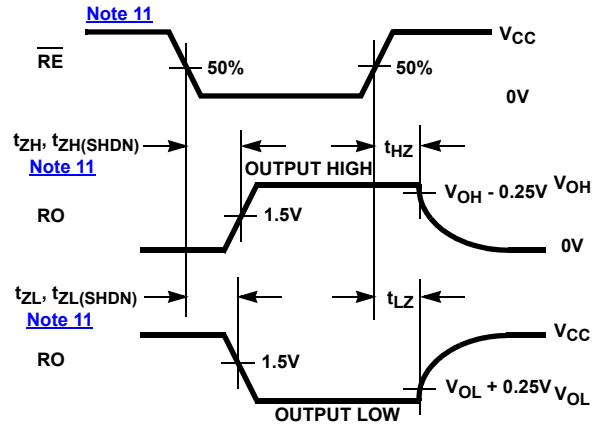 Note 11
RE
50%
50%
VCC
0V
tZH, tZH(SHDN)
Note 11
tHZ
OUTPUT HIGH
VOH - 0.25V VOH
RO
1.5V
0V
tZL, tZL(SHDN)
Note 11
tLZ
RO
1.5V
VCC
VOL + 0.25V VOL
OUTPUT LOW